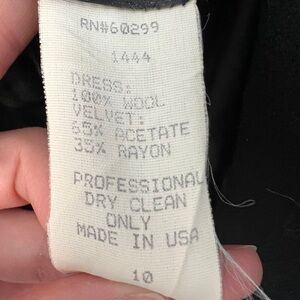 RN#60299
1444
DRESS:
100% WOOL
VELVET:
65% ACETATE
35% RAYON
PROFESSIONAL
DRY CLEAN
ONLY
MADE IN USA
10